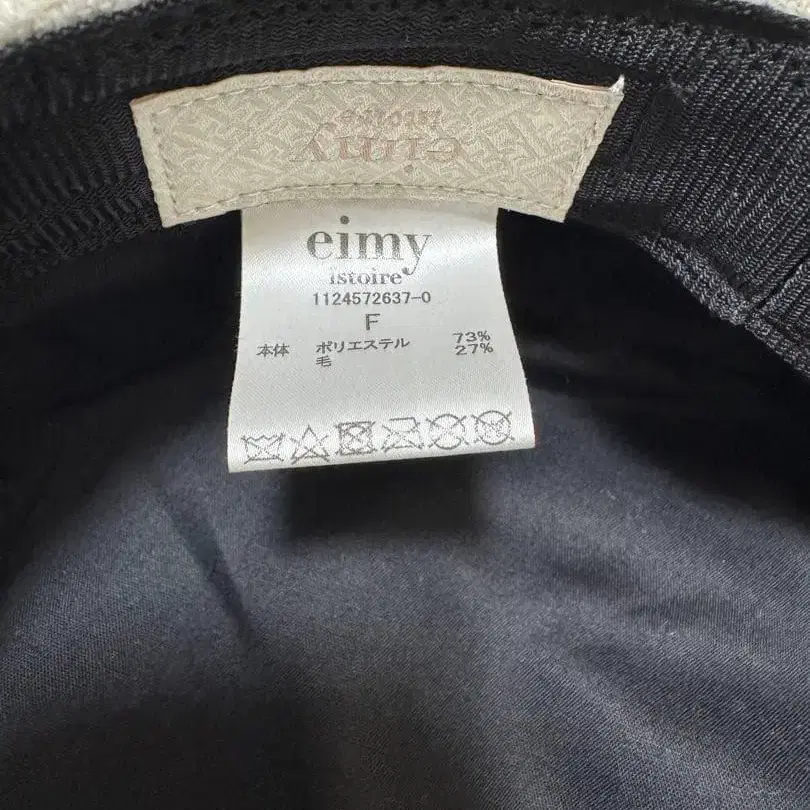 eimy
istoire
eimy
istoire
1124572637-0
F
本体 ポリエステル 73%
毛 27%